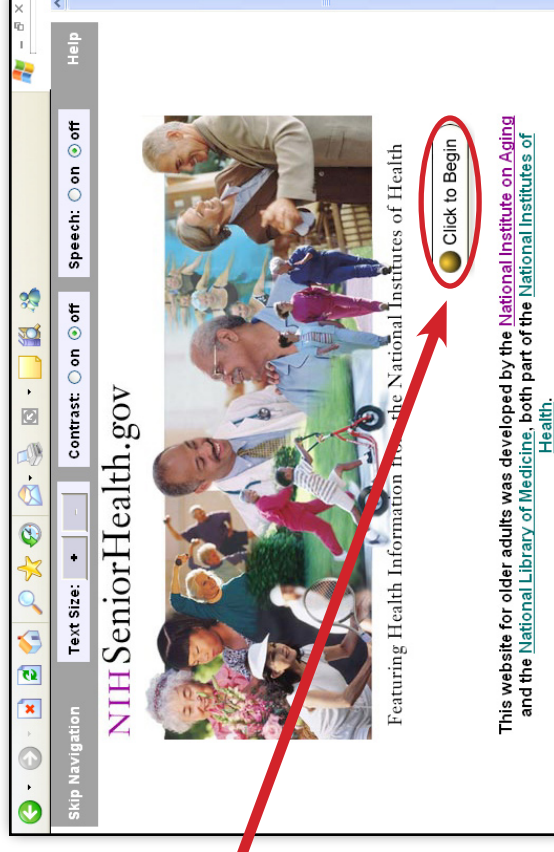 Skip Navigation Text Size: + - Contrast: on off Speech: on off Help
NIHSeniorHealth.gov
Featuring Health Information from the National Institutes of Health
Click to Begin
This website for older adults was developed by the National Institute on Aging
and the National Library of Medicine, both part of the National Institutes of
Health.